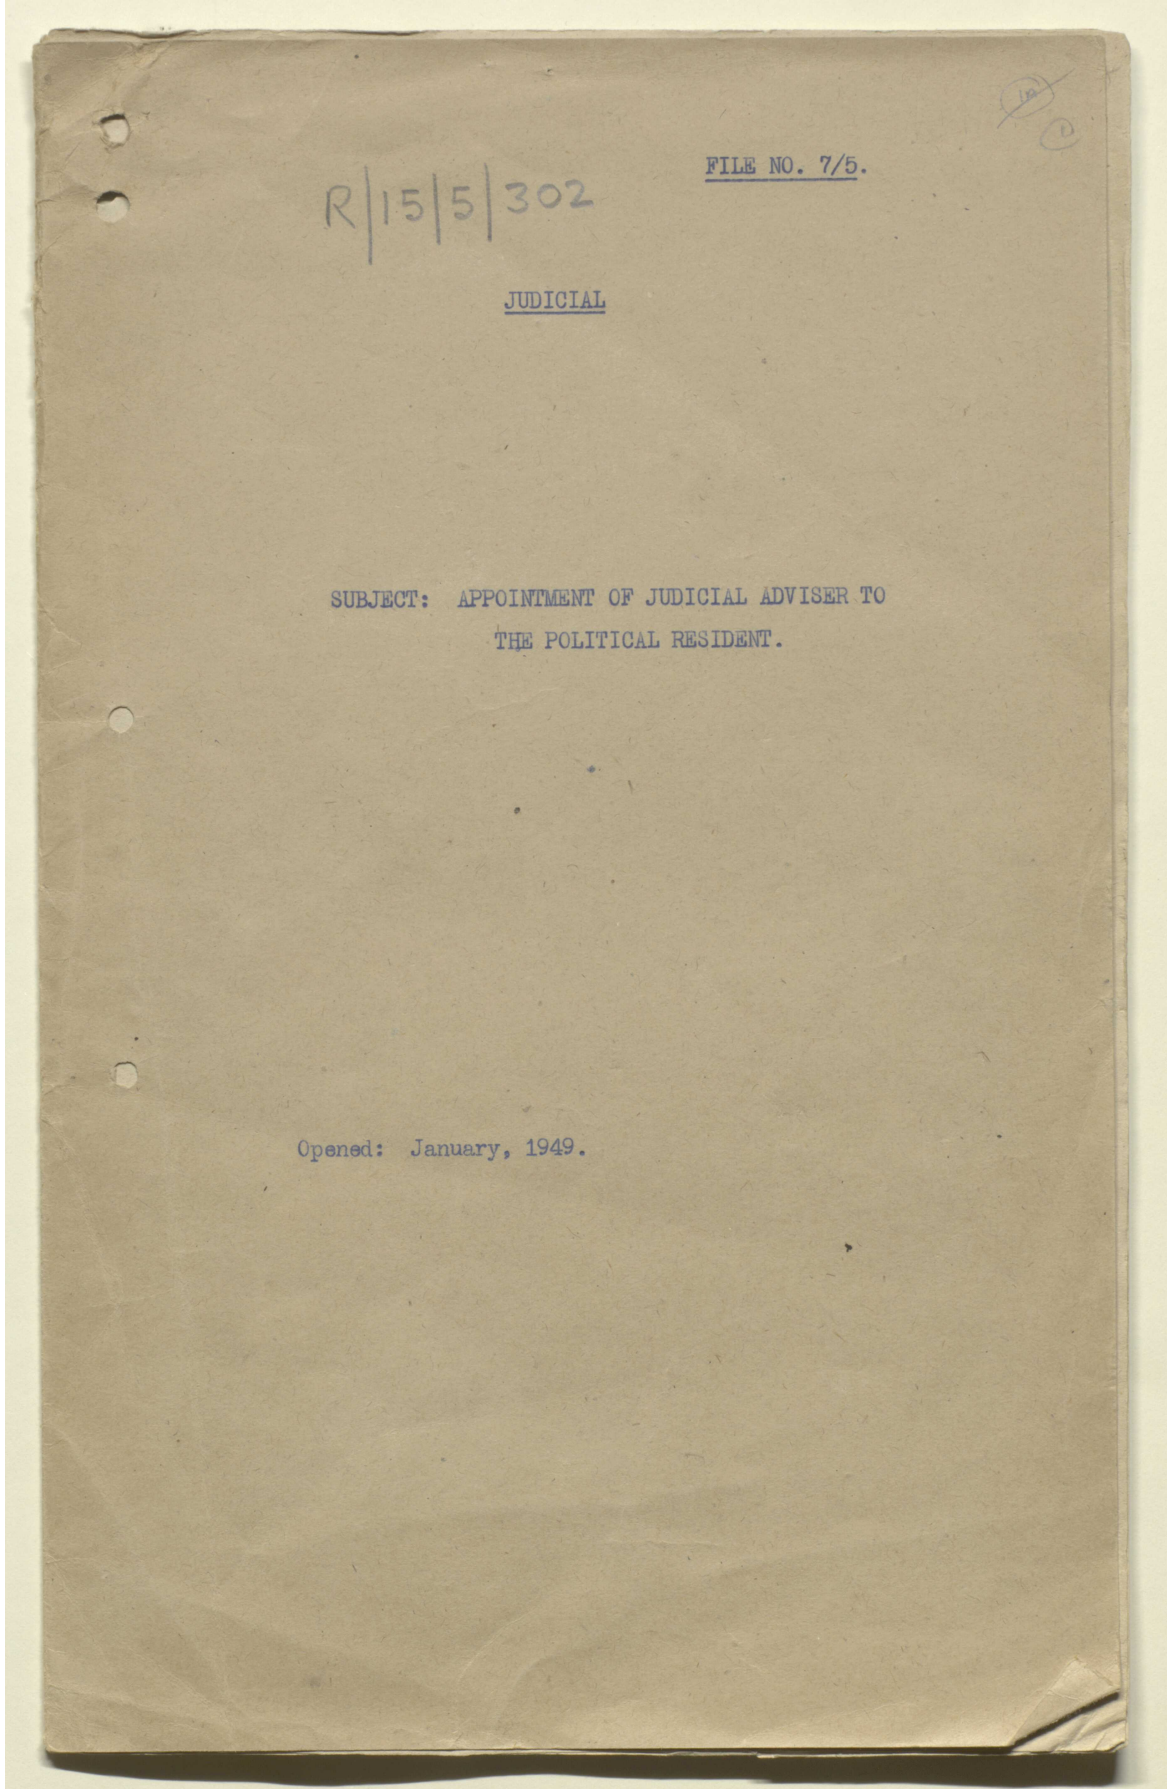 1
FILE NO. 7/5.
R/15/5/302
JUDICIAL
SUBJECT: APPOINTMENT OF JUDICIAL ADVISER TO
THE POLITICAL RESIDENT.
Opened: January, 1949.